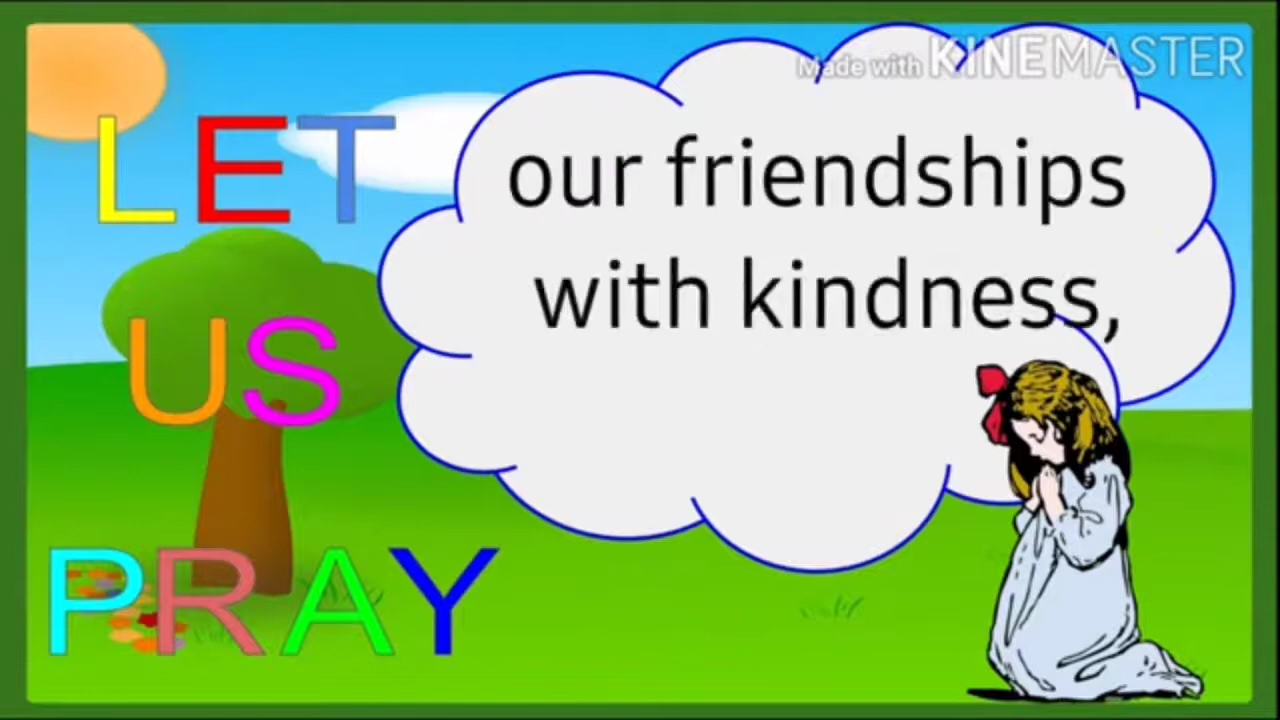 Made with KINEMASTER
LET
US
PRAY
our friendships
with kindness,